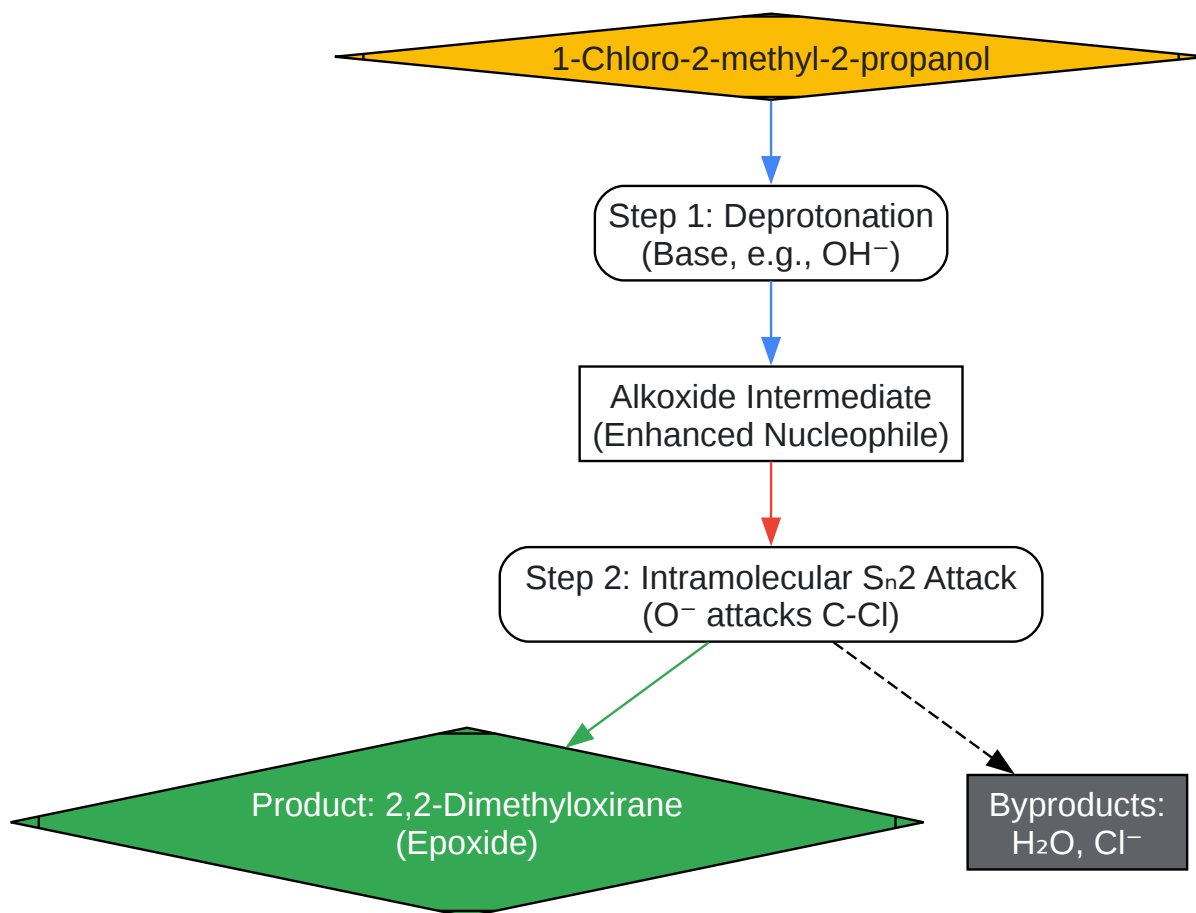 1-Chloro-2-methyl-2-propanol
Step 1: Deprotonation
(Base, e.g., OH⁻)
Alkoxide Intermediate
(Enhanced Nucleophile)
Step 2: Intramolecular Sₙ2 Attack
(O⁻ attacks C-Cl)
Product: 2,2-Dimethyloxirane
(Epoxide)
Byproducts:
H₂O, Cl⁻